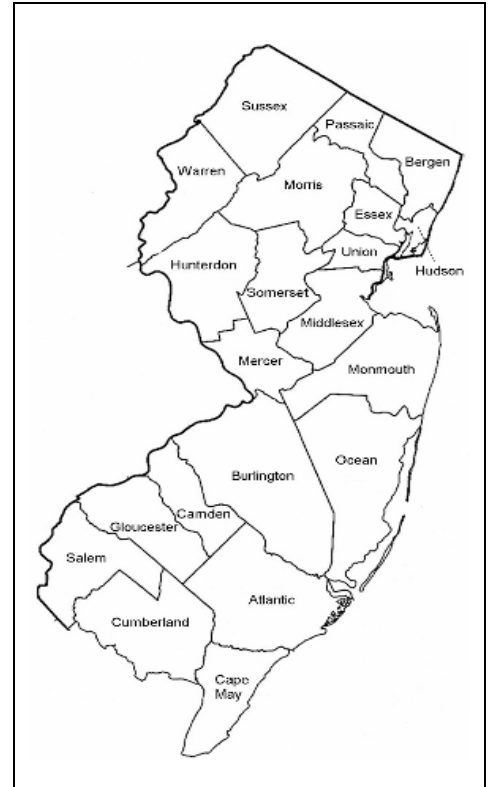 Sussex
Passaic
Bergen
Warren
Morris
Essex
Union
Hudson
Hunterdon
Somerset
Middlesex
Mercer
Monmouth
Ocean
Burlington
Camden
Gloucester
Salem
Atlantic
Cumberland
Cape
May